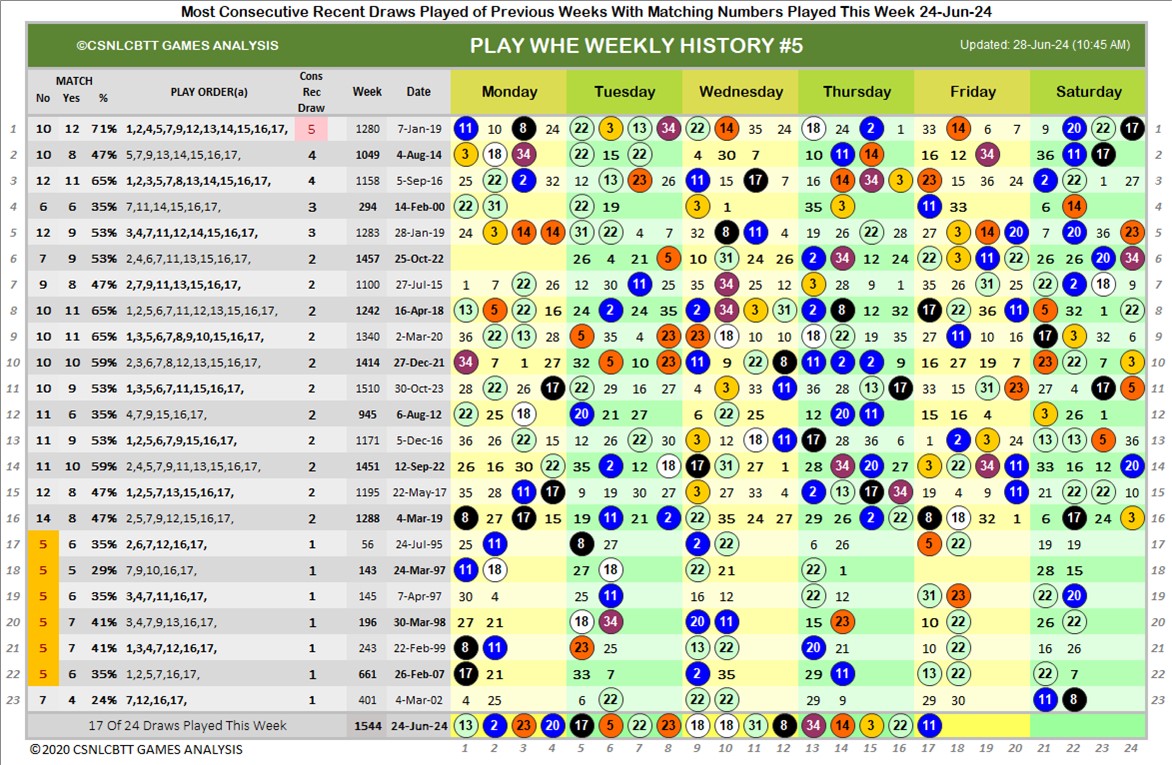 Most Consecutive Recent Draws Played of Previous Weeks With Matching Numbers Played This Week 24-Jun-24
©CSNLCBTT GAMES ANALYSIS PLAY WHE WEEKLY HISTORY #5 Updated: 28-Jun-24 (10:45 AM)
MATCH
No Yes % PLAY ORDER(a) Cons Rec Draw Week Date Monday Tuesday Wednesday Thursday Friday Saturday
1 10 12 71% 1,2,4,5,7,9,12,13,14,15,16,17, 5 1280 7-Jan-19 11 10 8 24 22 3 13 34 22 14 35 24 18 24 2 1 33 14 6 7 9 20 22 17 1
2 10 8 47% 5,7,9,13,14,15,16,17, 4 1049 4-Aug-14 3 18 34 22 15 22 4 30 7 10 11 14 16 12 34 36 11 17 2
3 12 11 65% 1,2,3,5,7,8,13,14,15,16,17, 4 1158 5-Sep-16 25 22 2 32 12 13 23 26 11 15 17 7 16 14 34 3 23 15 36 24 2 22 1 27 3
4 6 6 35% 7,11,14,15,16,17, 3 294 14-Feb-00 22 31 22 19 3 1 35 3 11 33 6 14 4
5 12 9 53% 3,4,7,11,12,14,15,16,17, 3 1283 28-Jan-19 24 3 14 14 31 22 4 7 32 8 11 4 19 26 22 28 27 3 14 20 7 20 36 23 5
6 7 9 53% 2,4,6,7,11,13,15,16,17, 2 1457 25-Oct-22 26 4 21 5 10 31 24 26 2 34 12 24 22 3 11 22 26 26 20 34 6
7 9 8 47% 2,7,9,11,13,15,16,17, 2 1100 27-Jul-15 1 7 22 26 12 30 11 25 35 34 25 12 3 28 9 1 35 26 31 25 22 2 18 9 7
8 10 11 65% 1,2,5,6,7,11,12,13,15,16,17, 2 1242 16-Apr-18 13 5 22 16 24 2 24 35 2 34 3 31 2 8 12 32 17 22 36 11 5 32 1 22 8
9 10 11 65% 1,3,5,6,7,8,9,10,15,16,17, 2 1340 2-Mar-20 26 22 13 28 5 35 4 23 23 18 10 9 18 22 19 35 27 11 10 16 17 3 32 6 9
10 10 10 59% 2,3,6,7,8,12,13,15,16,17, 2 1414 27-Dec-21 34 7 1 27 32 5 10 23 11 9 22 8 11 2 2 9 16 27 19 7 23 22 7 3 10
11 10 9 53% 1,3,5,6,7,11,15,16,17, 2 1510 30-Oct-23 28 22 26 17 22 29 16 27 4 3 33 11 36 28 13 17 33 15 31 23 27 4 17 5 11
12 11 6 35% 4,7,9,15,16,17, 2 945 6-Aug-12 22 25 18 20 21 27 6 22 25 12 20 11 15 16 4 3 26 1 12
13 11 9 53% 1,2,5,6,7,9,15,16,17, 2 1171 5-Dec-16 36 26 22 15 12 26 22 30 3 12 18 11 17 28 36 6 1 2 3 24 13 13 5 36 13
14 11 10 59% 2,4,5,7,9,11,13,15,16,17, 2 1451 12-Sep-22 26 16 30 22 35 2 12 18 17 31 27 1 28 34 20 27 3 22 34 11 33 16 12 20 14
15 12 8 47% 1,2,5,7,13,15,16,17, 2 1195 22-May-17 35 28 11 17 9 19 30 27 3 27 33 4 2 13 17 34 19 4 9 11 21 22 22 10 15
16 14 8 47% 2,5,7,9,12,15,16,17, 2 1288 4-Mar-19 8 27 17 15 19 11 21 2 22 35 24 27 29 26 2 22 8 18 32 1 6 17 24 3 16
17 5 6 35% 2,6,7,12,16,17, 1 56 24-Jul-95 25 11 8 27 2 22 6 26 5 22 19 19 17
18 5 5 29% 7,9,10,16,17, 1 143 24-Mar-97 11 18 27 18 22 21 22 1 28 15 18
19 5 6 35% 3,4,7,11,16,17, 1 145 7-Apr-97 30 4 25 11 16 12 22 12 31 23 22 20 19
20 5 7 41% 3,4,7,9,13,16,17, 1 196 30-Mar-98 27 21 18 34 20 11 15 23 10 22 26 22 20
21 5 7 41% 1,3,4,7,12,16,17, 1 243 22-Feb-99 8 11 23 25 13 22 20 21 10 22 16 26 21
22 5 6 35% 1,2,5,7,16,17, 1 661 26-Feb-07 17 21 33 7 2 35 29 11 13 22 22 7 22
23 7 4 24% 7,12,16,17, 1 401 4-Mar-02 4 25 6 22 22 22 29 9 29 30 11 8 23
17 Of 24 Draws Played This Week 1544 24-Jun-24 13 2 23 20 17 5 22 23 18 18 31 8 34 14 3 22 11
© 2020 CSNLCBTT GAMES ANALYSIS 1 2 3 4 5 6 7 8 9 10 11 12 13 14 15 16 17 18 19 20 21 22 23 24